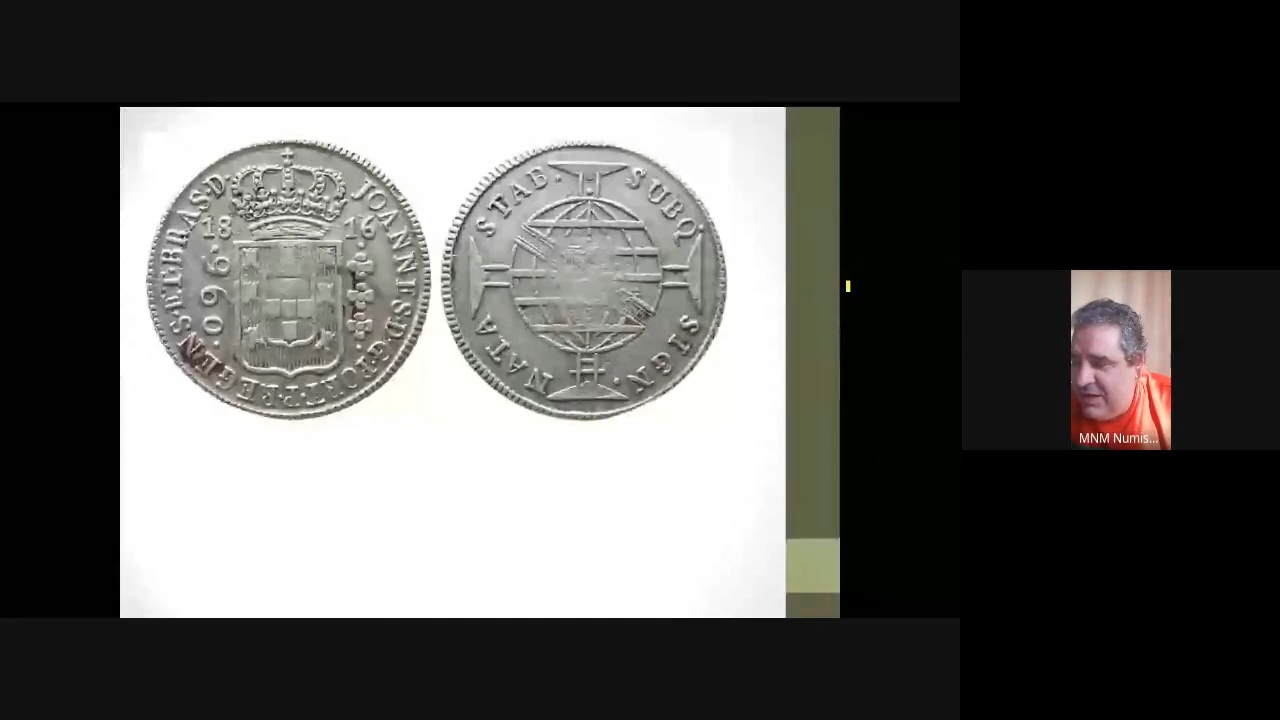 JOANNES.D.G.PORT.P.REGENS.ET.BRAS.D.
18 16
.960.
STAB. SUBQ. SIGN. NATA
MNM Numis...